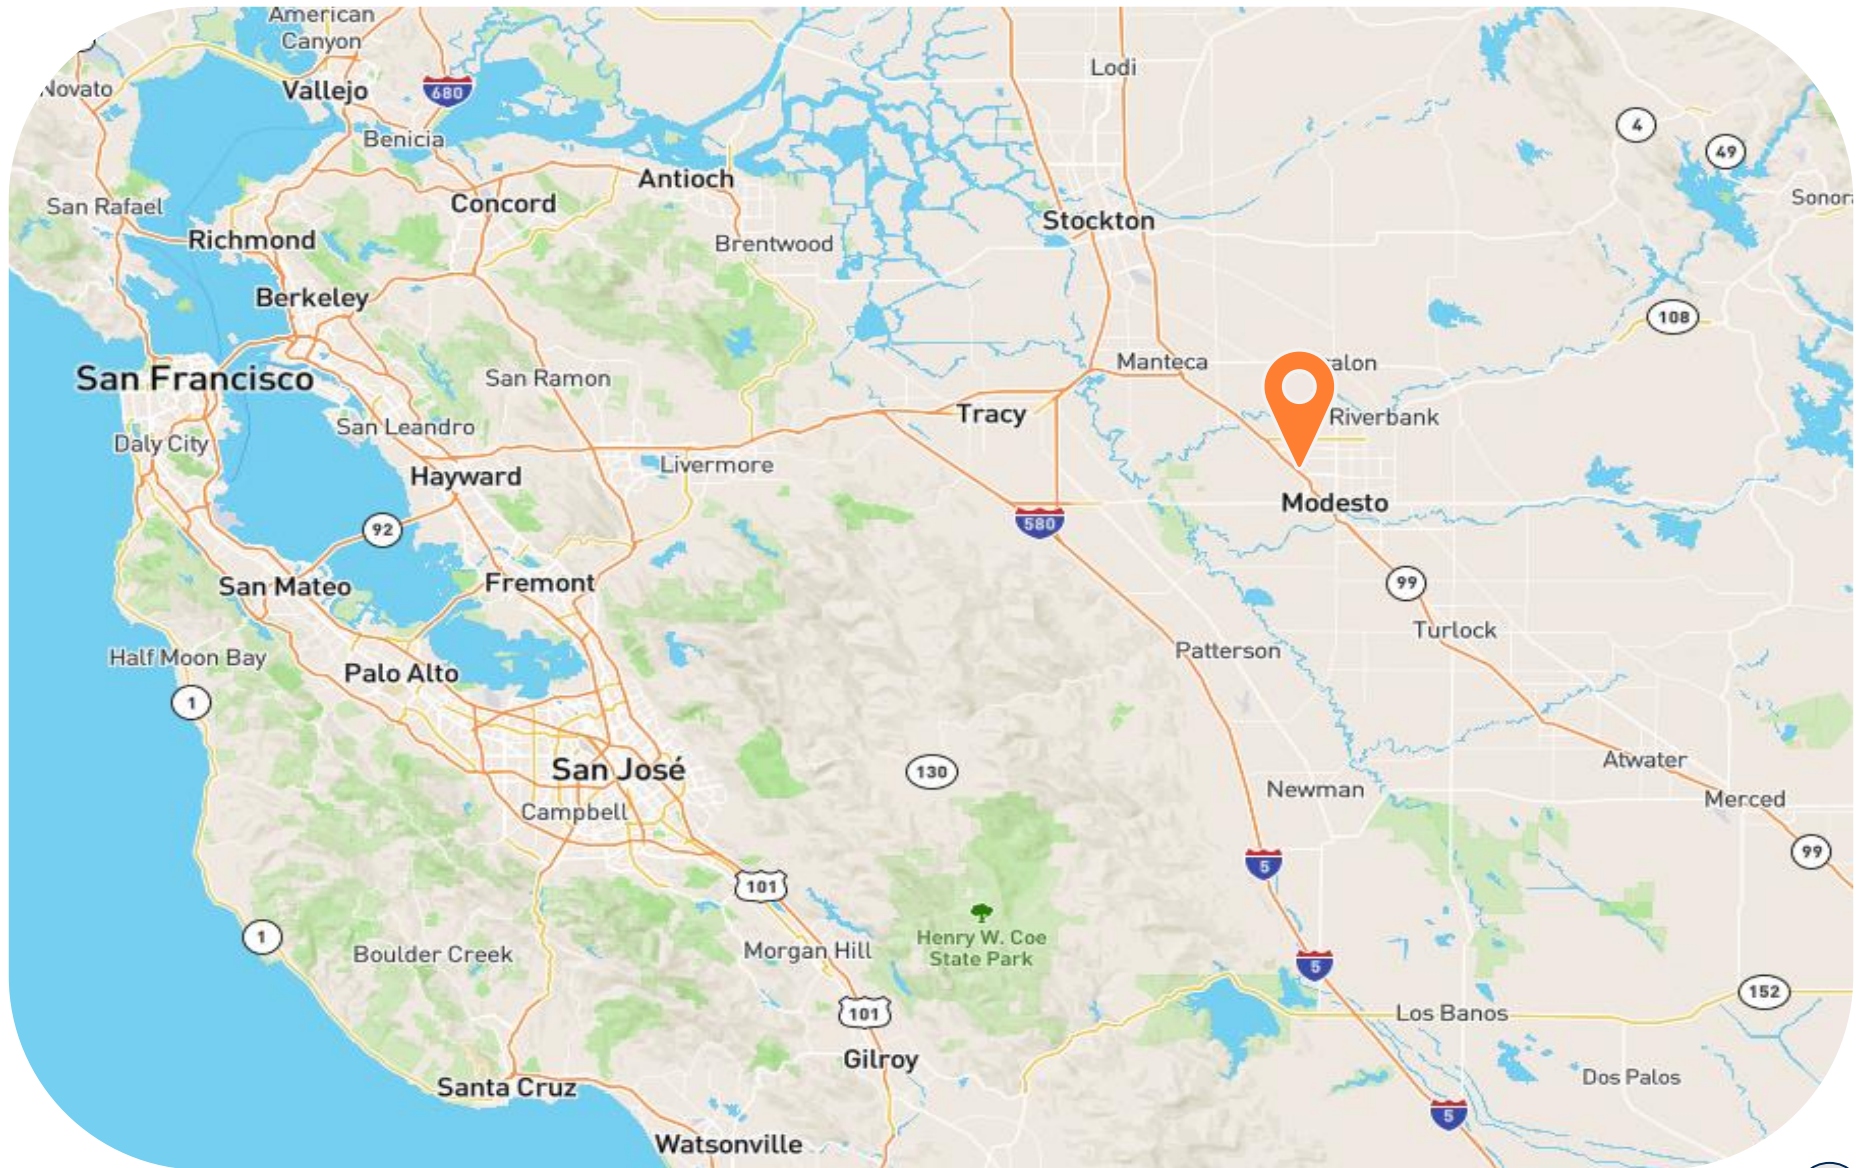 American
Canyon
Novato
Vallejo
680
Lodi
Benicia
4
49
Antioch
San Rafael
Concord
Sonora
Richmond
Stockton
Brentwood
Berkeley
108
Manteca
alon
San Francisco
San Ramon
Tracy
Riverbank
San Leandro
Daly City
Livermore
Hayward
Modesto
92
580
San Mateo
Fremont
99
Turlock
Half Moon Bay
Patterson
Palo Alto
1
San José
130
Atwater
Newman
Merced
Campbell
99
5
101
1
Henry W. Coe
State Park
Boulder Creek
Morgan Hill
5
152
101
Los Banos
Gilroy
Dos Palos
Santa Cruz
5
Watsonville